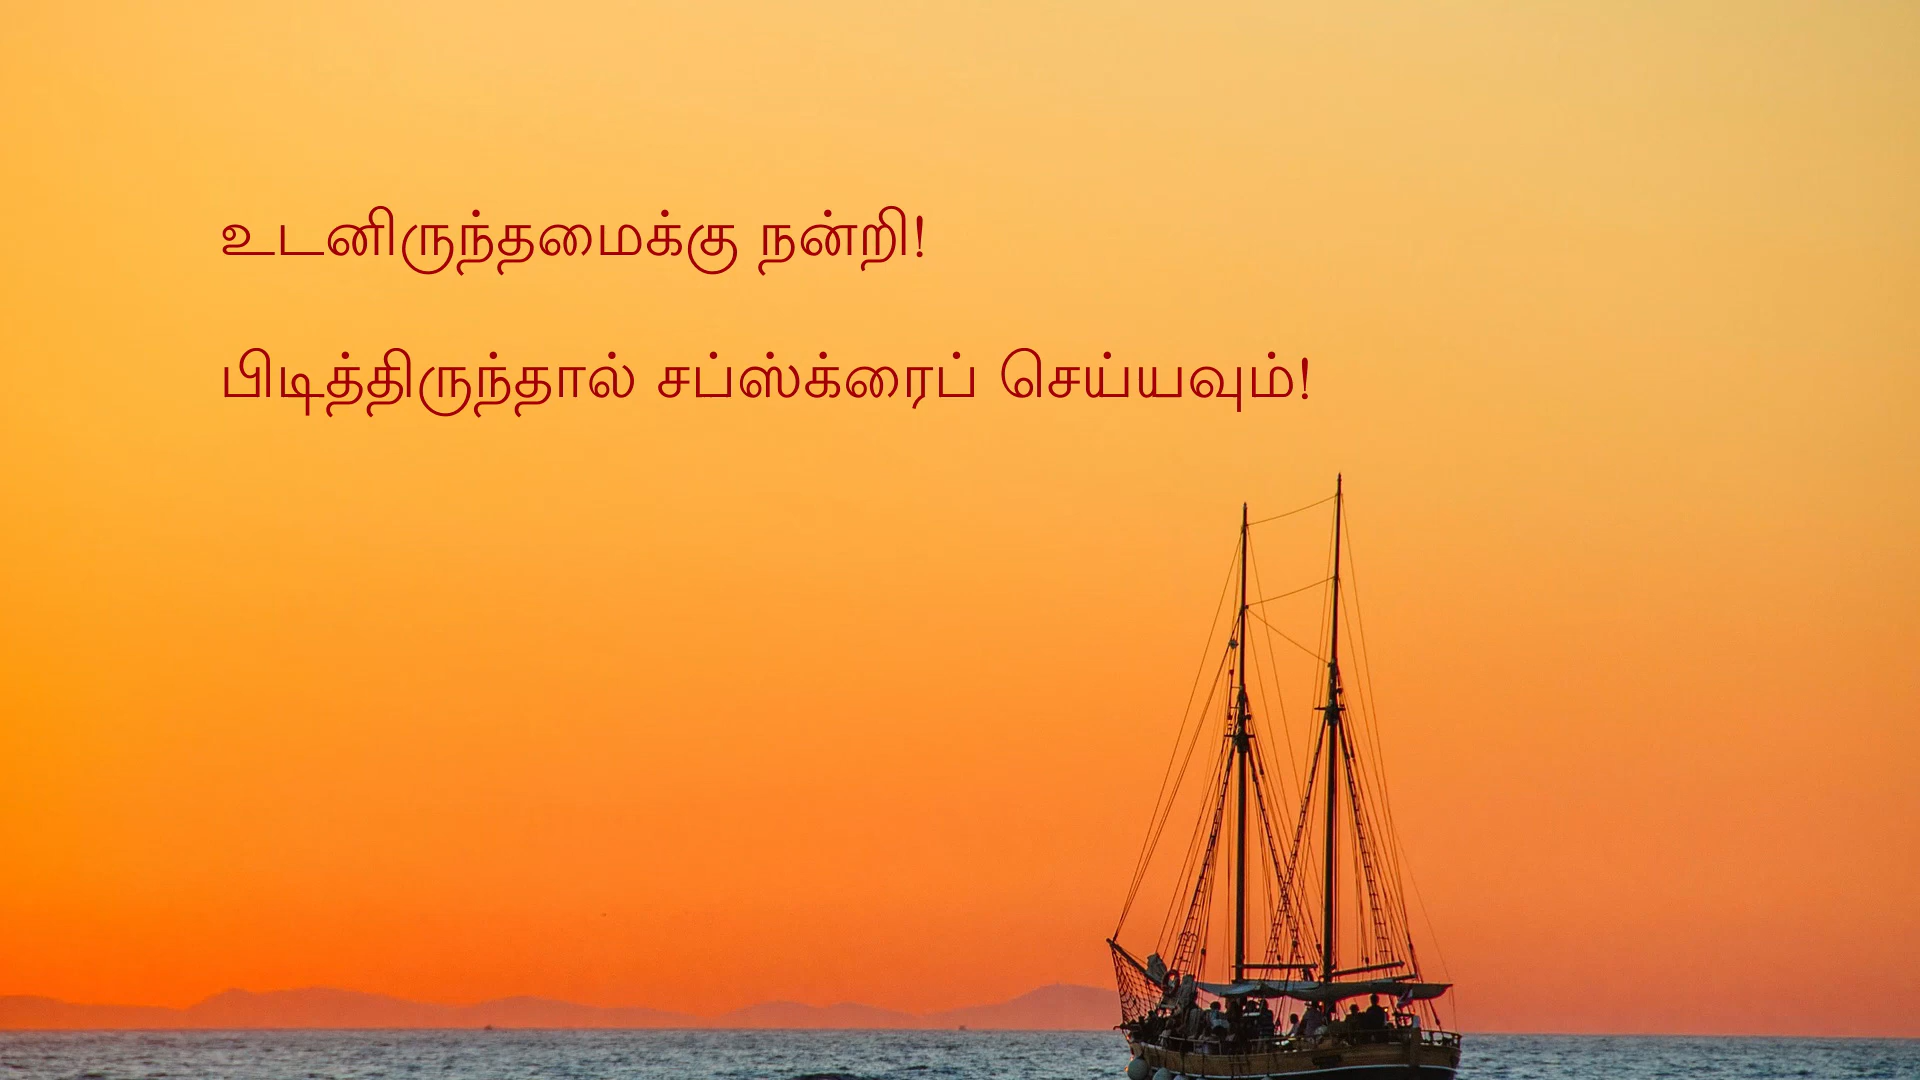 உடனிருந்தமைக்கு நன்றி!
பிடித்திருந்தால் சப்ஸ்க்ரைப் செய்யவும்!